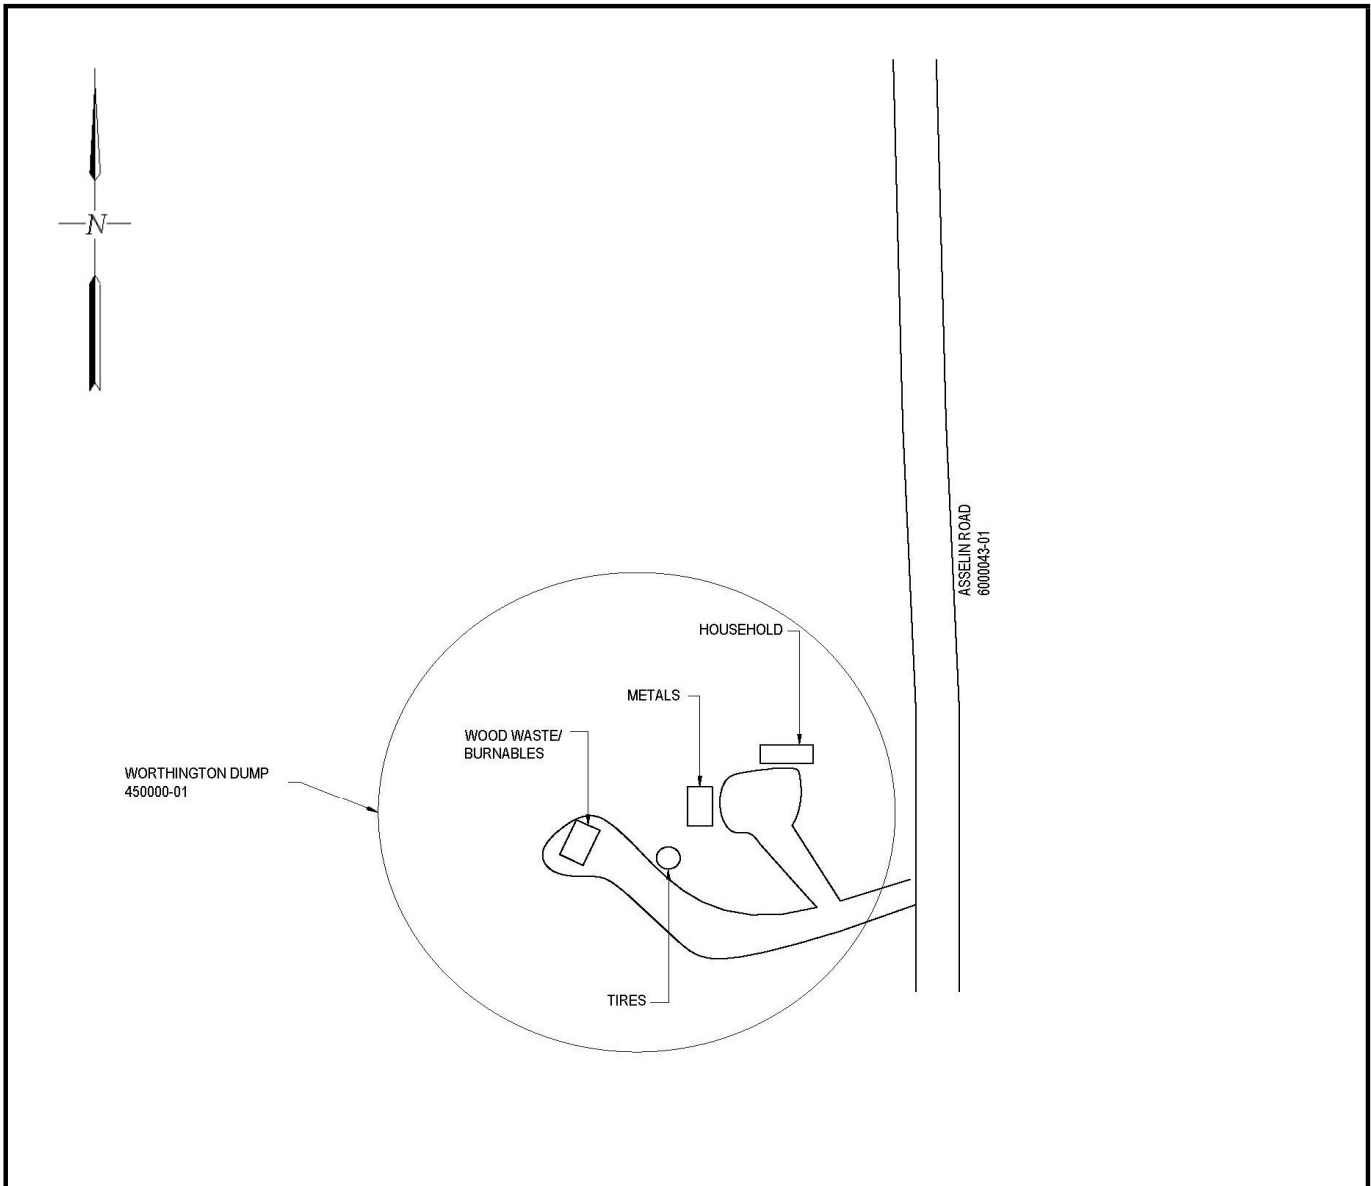 N
ASSELIN ROAD
6000043-01
HOUSEHOLD
METALS
WOOD WASTE/
BURNABLES
WORTHINGTON DUMP
450000-01
TIRES